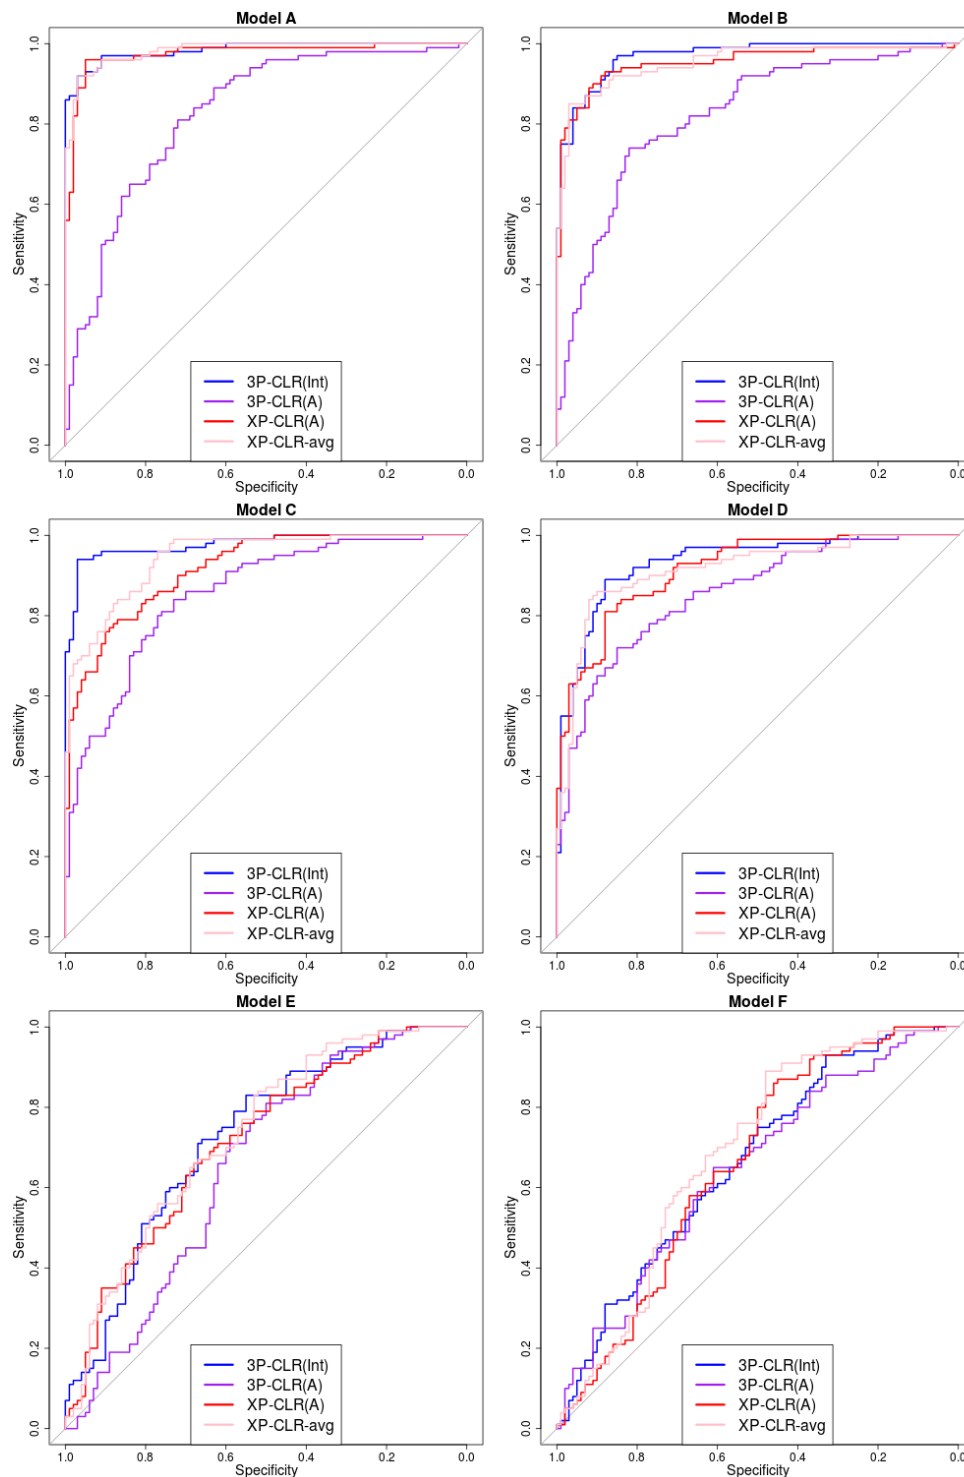 Model A
Sensitivity
0.0 0.2 0.4 0.6 0.8 1.0
3P-CLR(Int)
3P-CLR(A)
XP-CLR(A)
XP-CLR-avg
1.0 0.8 0.6 0.4 0.2 0.0
Specificity
Model B
Sensitivity
0.0 0.2 0.4 0.6 0.8 1.0
3P-CLR(Int)
3P-CLR(A)
XP-CLR(A)
XP-CLR-avg
1.0 0.8 0.6 0.4 0.2 0.0
Specificity
Model C
Sensitivity
0.0 0.2 0.4 0.6 0.8 1.0
3P-CLR(Int)
3P-CLR(A)
XP-CLR(A)
XP-CLR-avg
1.0 0.8 0.6 0.4 0.2 0.0
Specificity
Model D
Sensitivity
0.0 0.2 0.4 0.6 0.8 1.0
3P-CLR(Int)
3P-CLR(A)
XP-CLR(A)
XP-CLR-avg
1.0 0.8 0.6 0.4 0.2 0.0
Specificity
Model E
Sensitivity
0.0 0.2 0.4 0.6 0.8 1.0
3P-CLR(Int)
3P-CLR(A)
XP-CLR(A)
XP-CLR-avg
1.0 0.8 0.6 0.4 0.2 0.0
Specificity
Model F
Sensitivity
0.0 0.2 0.4 0.6 0.8 1.0
3P-CLR(Int)
3P-CLR(A)
XP-CLR(A)
XP-CLR-avg
1.0 0.8 0.6 0.4 0.2 0.0
Specificity